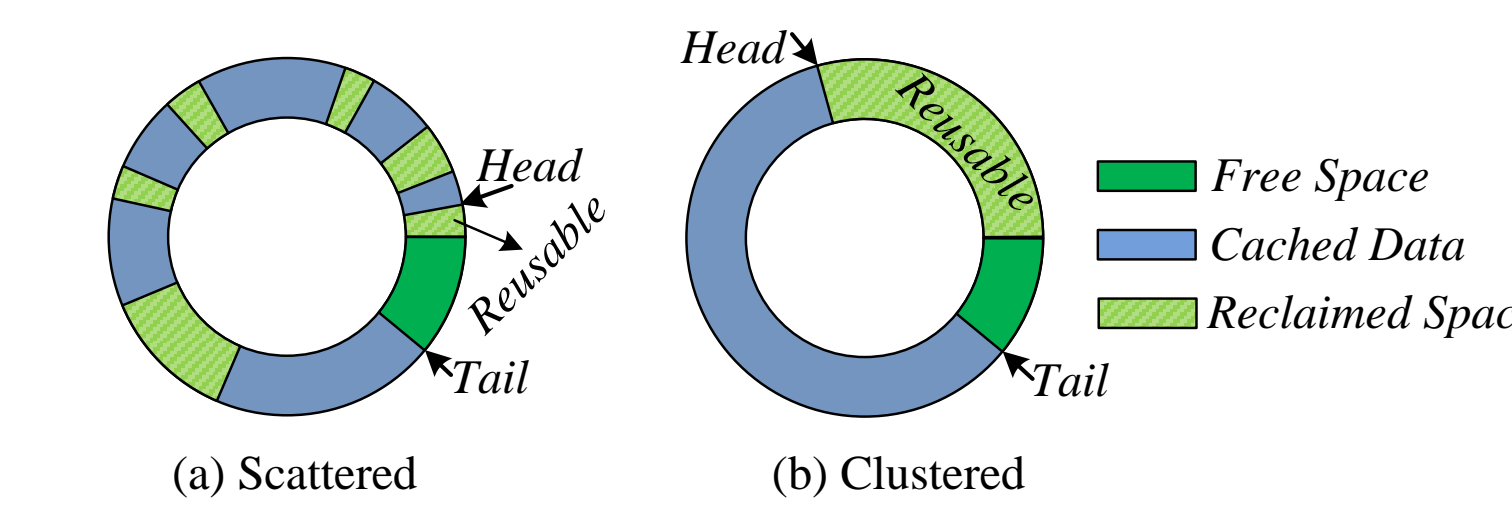 Head
Reusable
Tail
(a) Scattered
Head
Reusable
Tail
(b) Clustered
Free Space
Cached Data
Reclaimed Spac